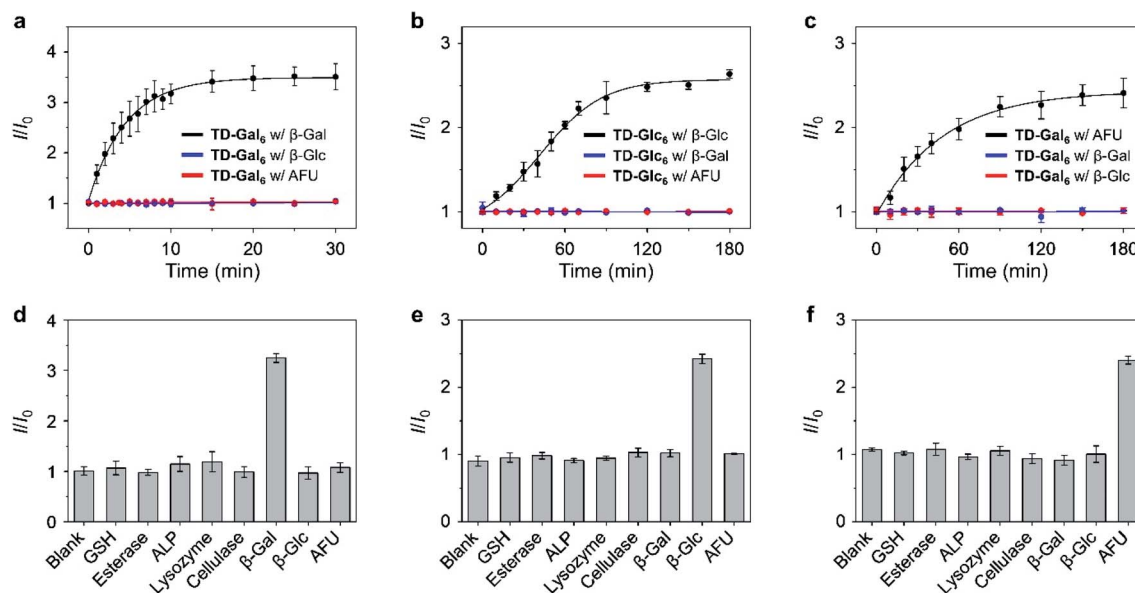 a
4
3
2
1
I/I0
TD-Gal6 w/ β-Gal
TD-Gal6 w/ β-Glc
TD-Gal6 w/ AFU
0 10 20 30
Time (min)
b
3
2
1
I/I0
TD-Glc6 w/ β-Glc
TD-Glc6 w/ β-Gal
TD-Glc6 w/ AFU
0 60 120 180
Time (min)
c
3
2
1
I/I0
TD-Gal6 w/ AFU
TD-Gal6 w/ β-Gal
TD-Gal6 w/ β-Glc
0 60 120 180
Time (min)
d
4
3
2
1
0
I/I0
Blank
GSH
Esterase
ALP
Lysozyme
Cellulase
β-Gal
β-Glc
AFU
e
3
2
1
0
I/I0
Blank
GSH
Esterase
ALP
Lysozyme
Cellulase
β-Gal
β-Glc
AFU
f
3
2
1
0
I/I0
Blank
GSH
Esterase
ALP
Lysozyme
Cellulase
β-Gal
β-Glc
AFU